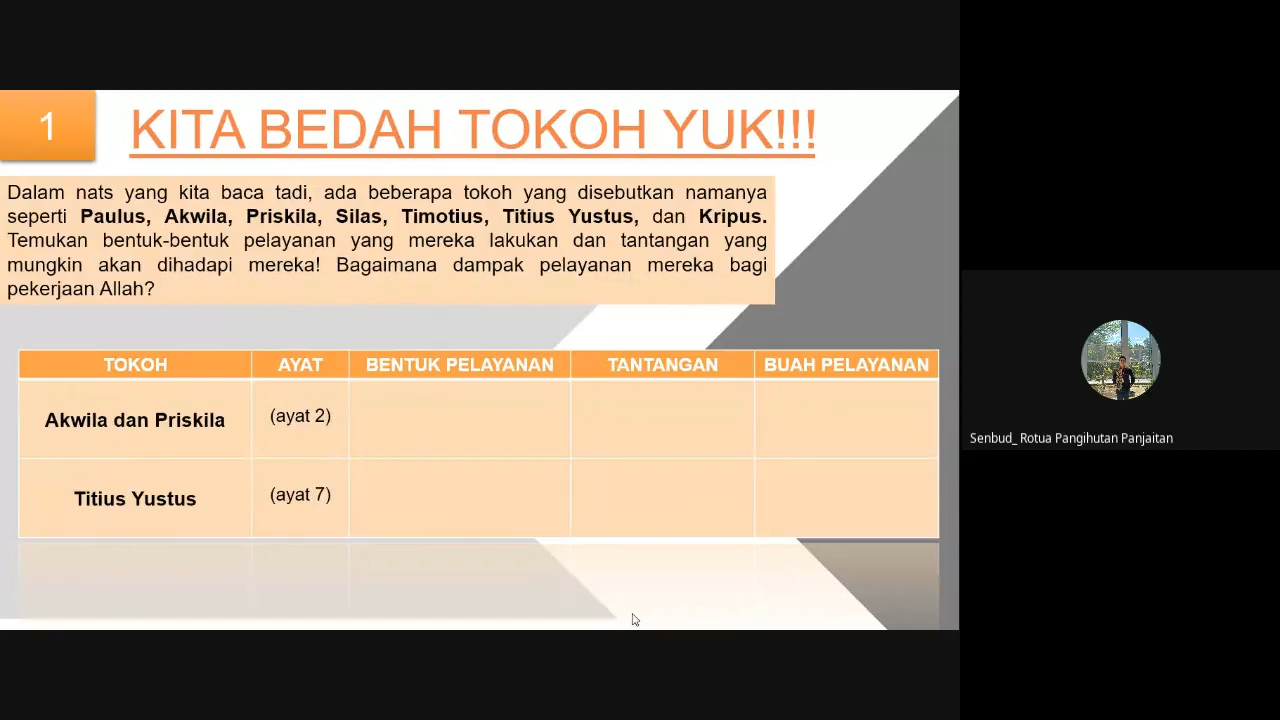 1
KITA BEDAH TOKOH YUK!!!
Dalam nats yang kita baca tadi, ada beberapa tokoh yang disebutkan namanya
seperti Paulus, Akwila, Priskila, Silas, Timotius, Titius Yustus, dan Kripus.
Temukan bentuk-bentuk pelayanan yang mereka lakukan dan tantangan yang
mungkin akan dihadapi mereka! Bagaimana dampak pelayanan mereka bagi
pekerjaan Allah?
TOKOH AYAT BENTUK PELAYANAN TANTANGAN BUAH PELAYANAN
Akwila dan Priskila (ayat 2)
Titius Yustus (ayat 7)
Senbud_ Rotua Pangihutan Panjaitan